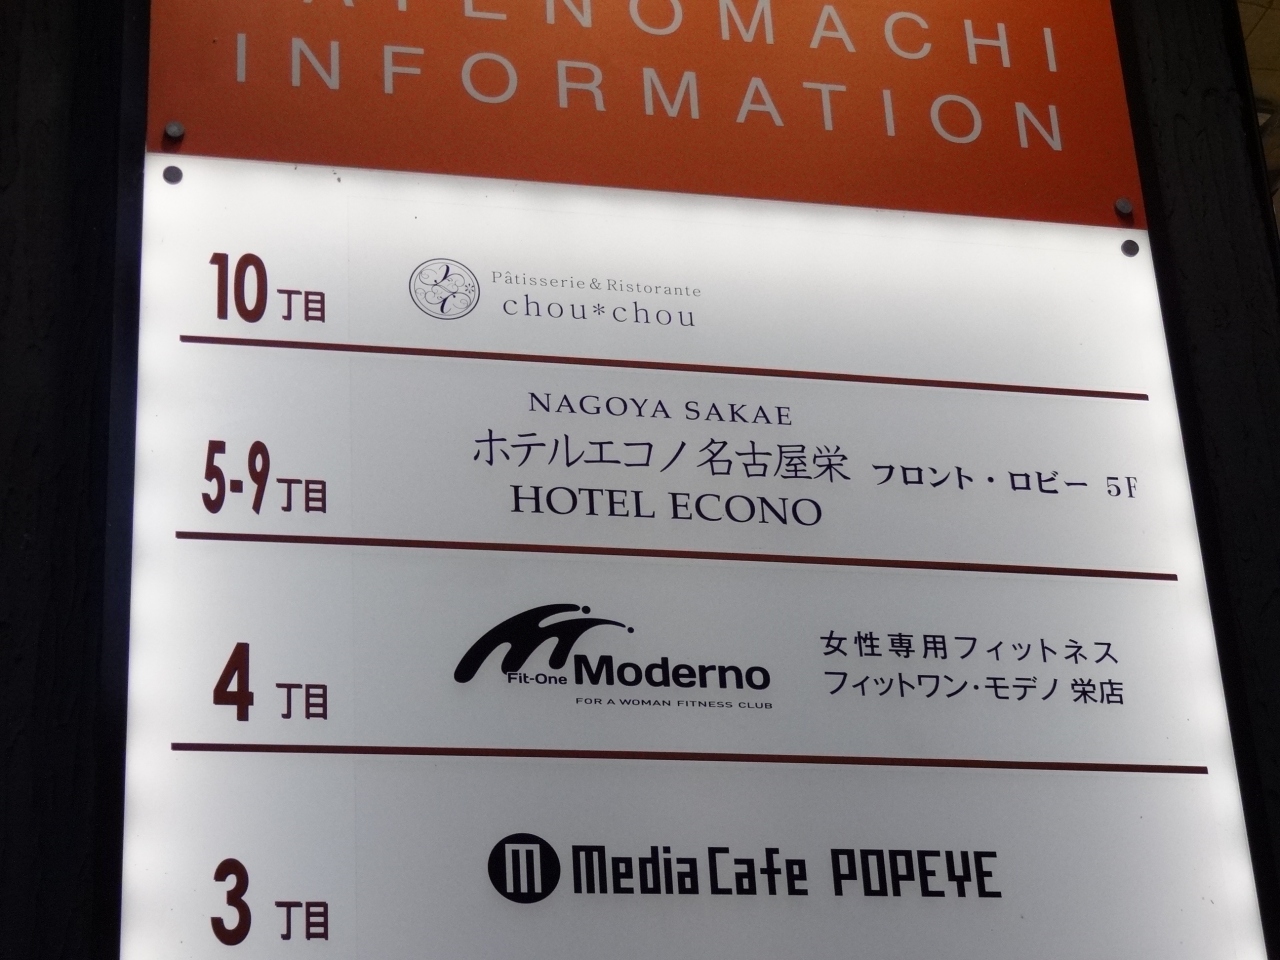 ATENOMACHI
INFORMATION
10丁目
Pâtisserie & Ristorante
chou*chou
5-9丁目
NAGOYA SAKAE
ホテルエコノ名古屋栄 フロント・ロビー 5F
HOTEL ECONO
4丁目
Fit-One Moderno
FOR A WOMAN FITNESS CLUB
女性専用フィットネス
フィットワン・モデノ 栄店
3丁目
Media Cafe POPEYE